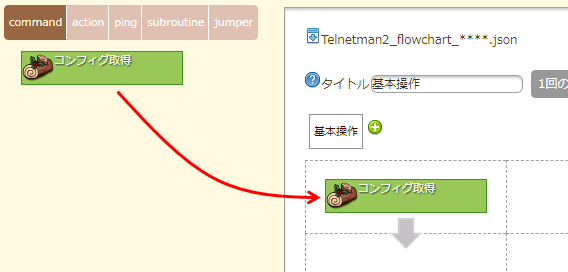 command action ping subroutine jumper
コンフィグ取得
Telnetman2_flowchart_****.json
タイトル 基本操作 1回の
基本操作
コンフィグ取得